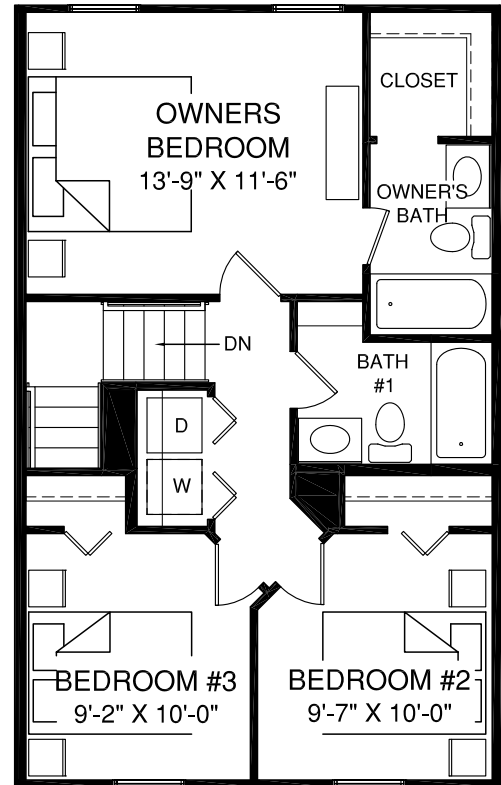 OWNERS
BEDROOM
13'-9" X 11'-6"
CLOSET
OWNER'S
BATH
DN
BATH
#1
D
W
BEDROOM #3
9'-2" X 10'-0"
BEDROOM #2
9'-7" X 10'-0"